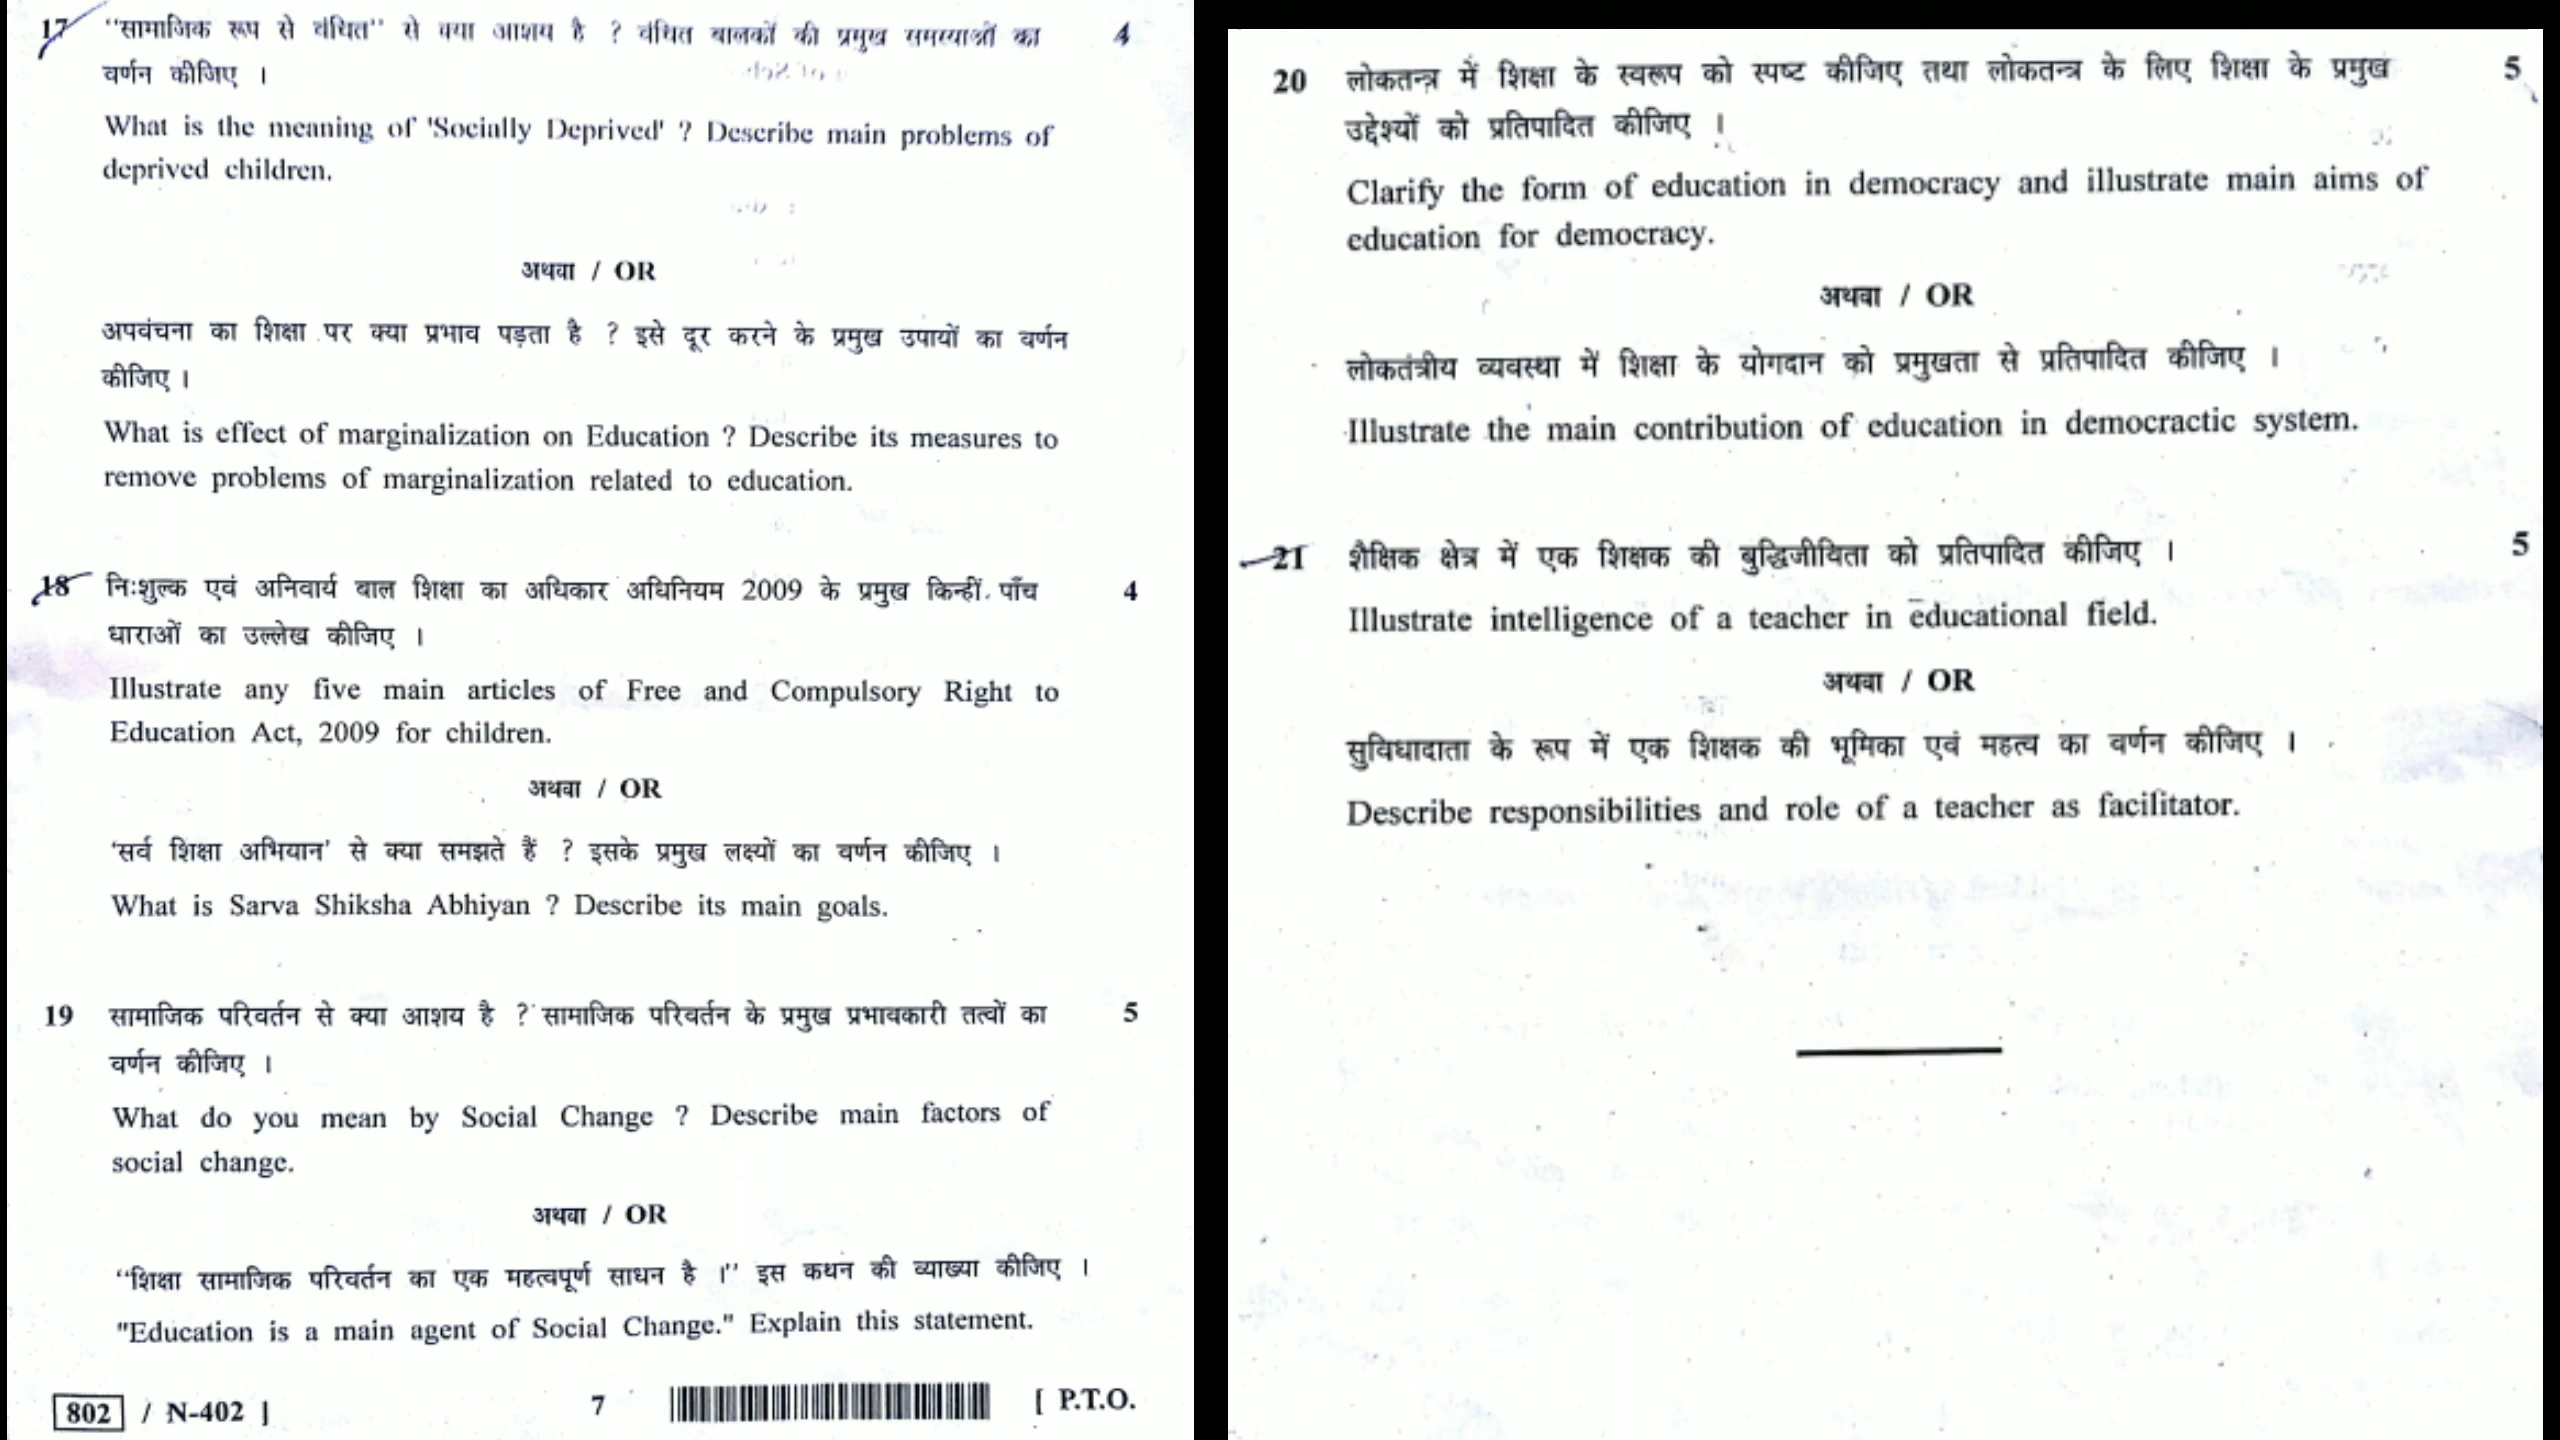 17 "सामाजिक रूप से वंचित" से क्या आशय है ? वंचित बालकों की प्रमुख समस्याओं का 4
वर्णन कीजिए ।
What is the meaning of 'Socially Deprived' ? Describe main problems of
deprived children.
अथवा / OR
अपवंचना का शिक्षा पर क्या प्रभाव पड़ता है ? इसे दूर करने के प्रमुख उपायों का वर्णन
कीजिए ।
What is effect of marginalization on Education ? Describe its measures to
remove problems of marginalization related to education.
18 निःशुल्क एवं अनिवार्य बाल शिक्षा का अधिकार अधिनियम 2009 के प्रमुख किन्हीं पाँच 4
धाराओं का उल्लेख कीजिए ।
Illustrate any five main articles of Free and Compulsory Right to
Education Act, 2009 for children.
अथवा / OR
'सर्व शिक्षा अभियान' से क्या समझते हैं ? इसके प्रमुख लक्ष्यों का वर्णन कीजिए ।
What is Sarva Shiksha Abhiyan ? Describe its main goals.
19 सामाजिक परिवर्तन से क्या आशय है ? सामाजिक परिवर्तन के प्रमुख प्रभावकारी तत्वों का 5
वर्णन कीजिए ।
What do you mean by Social Change ? Describe main factors of
social change.
अथवा / OR
"शिक्षा सामाजिक परिवर्तन का एक महत्वपूर्ण साधन है ।" इस कथन की व्याख्या कीजिए ।
"Education is a main agent of Social Change." Explain this statement.
802 / N-402 ] 7 [ P.T.O.
20 लोकतन्त्र में शिक्षा के स्वरूप को स्पष्ट कीजिए तथा लोकतन्त्र के लिए शिक्षा के प्रमुख 5
उद्देश्यों को प्रतिपादित कीजिए ।
Clarify the form of education in democracy and illustrate main aims of
education for democracy.
अथवा / OR
लोकतंत्रीय व्यवस्था में शिक्षा के योगदान को प्रमुखता से प्रतिपादित कीजिए ।
Illustrate the main contribution of education in democractic system.
21 शैक्षिक क्षेत्र में एक शिक्षक की बुद्धिजीविता को प्रतिपादित कीजिए । 5
Illustrate intelligence of a teacher in educational field.
अथवा / OR
सुविधादाता के रूप में एक शिक्षक की भूमिका एवं महत्व का वर्णन कीजिए ।
Describe responsibilities and role of a teacher as facilitator.